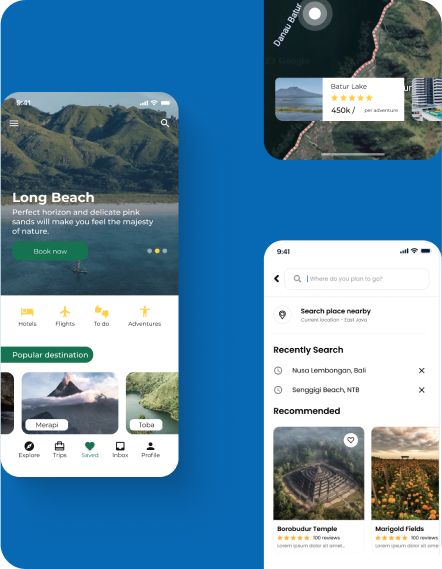 9:41
Long Beach
Perfect horizon and delicate pink
sands will make you feel the majesty
of nature.
Book now
Hotels
Flights
To do
Adventures
Popular destination
Merapi
Toba
Explore
Trips
Saved
Inbox
Profile
Danau Batur
Batur Lake
450k /
per adventure
9:41
Where do you plan to go?
Search place nearby
Current location - East Java
Recently Search
Nusa Lembongan, Bali
Senggigi Beach, NTB
Recommended
Borobudur Temple
100 reviews
Lorem ipsum dolor sit amet...
Marigold Fields
100 reviews
Lorem ipsum dolor sit ame